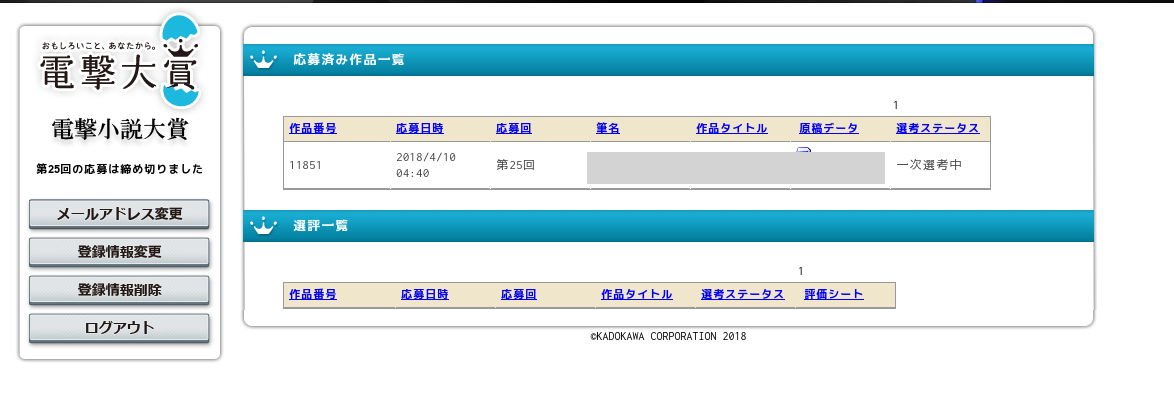 おもしろいこと、あなたから。
電撃大賞
電撃小説大賞
第25回の応募は締め切りました
メールアドレス変更
登録情報変更
登録情報削除
ログアウト
応募済み作品一覧
1
作品番号 応募日時 応募回 筆名 作品タイトル 原稿データ 選考ステータス
11851 2018/4/10 04:40 第25回 一次選考中
選評一覧
1
作品番号 応募日時 応募回 作品タイトル 選考ステータス 評価シート
©KADOKAWA CORPORATION 2018